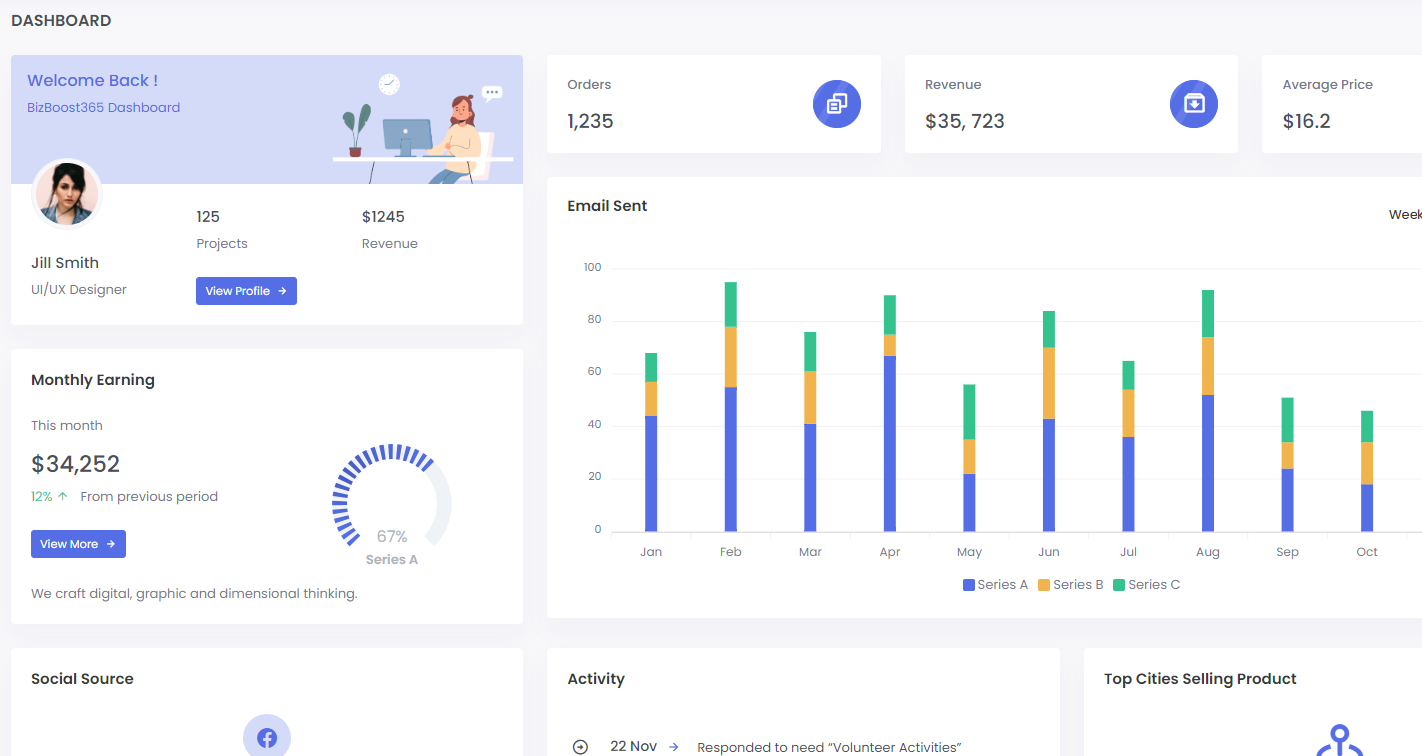 DASHBOARD
Welcome Back !
BizBoost365 Dashboard
Jill Smith
UI/UX Designer
125
Projects
$1245
Revenue
View Profile
Orders
1,235
Revenue
$35, 723
Average Price
$16.2
Monthly Earning
This month
$34,252
12% From previous period
View More
67%
Series A
We craft digital, graphic and dimensional thinking.
Email Sent
Week
100
80
60
40
20
0
Jan Feb Mar Apr May Jun Jul Aug Sep Oct
Series A Series B Series C
Social Source
Activity
22 Nov Responded to need “Volunteer Activities”
Top Cities Selling Product